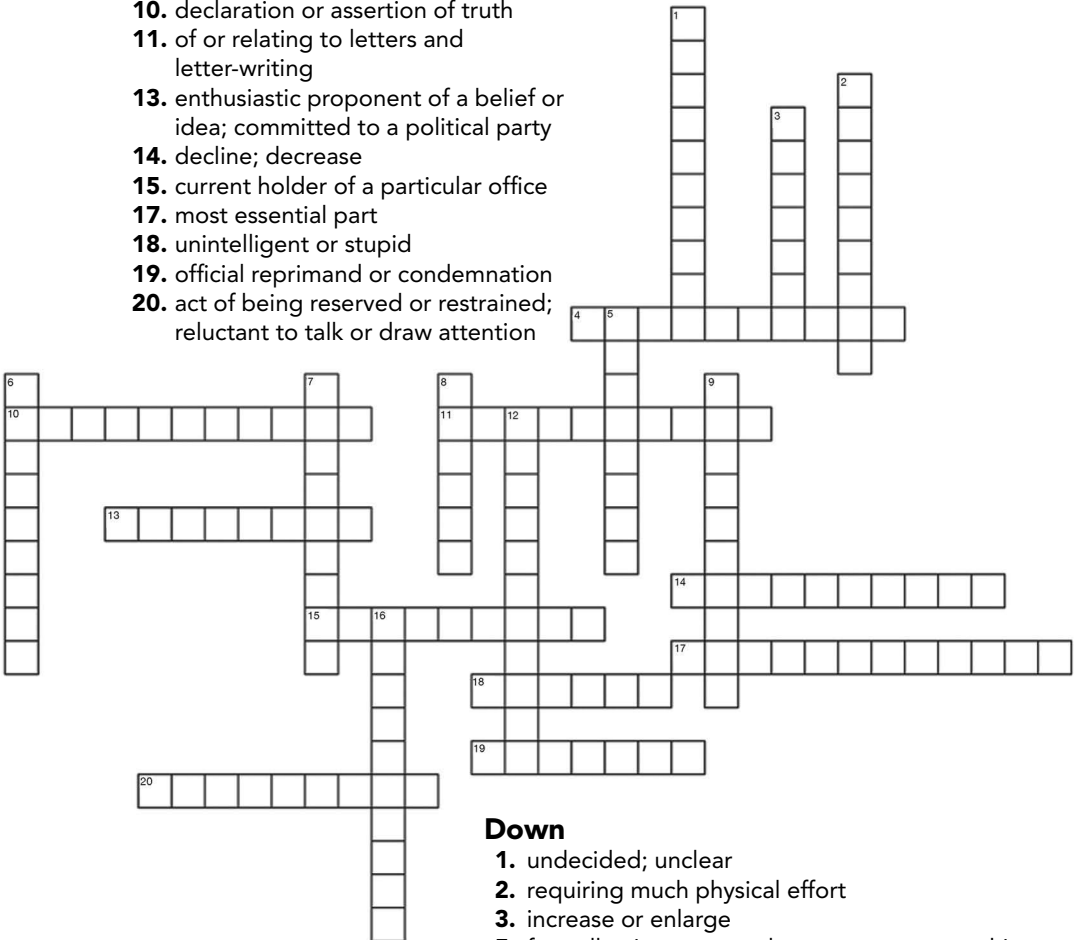 10. declaration or assertion of truth
11. of or relating to letters and
letter-writing
13. enthusiastic proponent of a belief or
idea; committed to a political party
14. decline; decrease
15. current holder of a particular office
17. most essential part
18. unintelligent or stupid
19. official reprimand or condemnation
20. act of being reserved or restrained;
reluctant to talk or draw attention
1
2
3
4 5
6 7 8 9
10 11 12
13
14
15 16
17
18
19
20
Down
1. undecided; unclear
2. requiring much physical effort
3. increase or enlarge